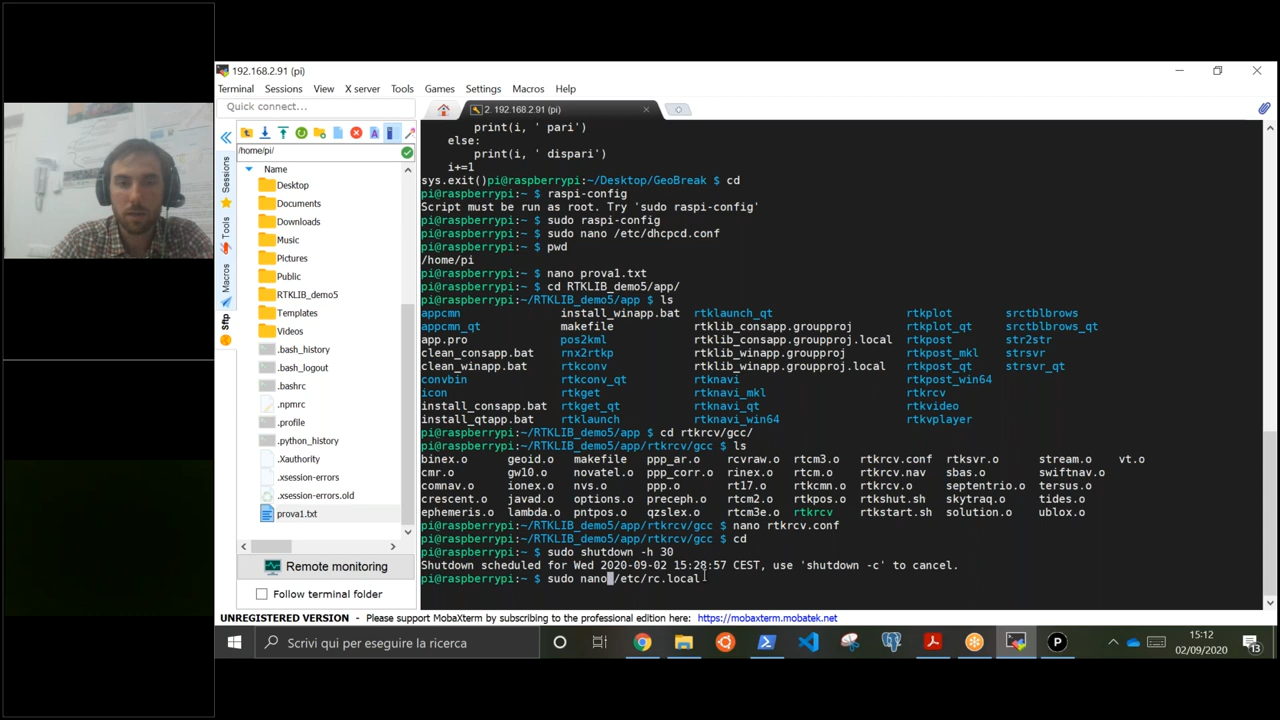 192.168.2.91 (pi)
Terminal Sessions View X server Tools Games Settings Macros Help
Quick connect...
2. 192.168.2.91 (pi)
/home/pi/
Name
Desktop
Documents
Downloads
Music
Pictures
Public
RTKLIB_demo5
Templates
Videos
.bash_history
.bash_logout
.bashrc
.npmrc
.profile
.python_history
.Xauthority
.xsession-errors
.xsession-errors.old
prova1.txt
Sessions
Tools
Macros
Sftp
Remote monitoring
Follow terminal folder
print(i, ' pari')
else:
print(i, ' dispari')
i+=1
sys.exit()pi@raspberrypi:~/Desktop/GeoBreak $ cd
pi@raspberrypi:~ $ raspi-config
Script must be run as root. Try 'sudo raspi-config'
pi@raspberrypi:~ $ sudo raspi-config
pi@raspberrypi:~ $ sudo nano /etc/dhcpcd.conf
pi@raspberrypi:~ $ pwd
/home/pi
pi@raspberrypi:~ $ nano prova1.txt
pi@raspberrypi:~ $ cd RTKLIB_demo5/app/
pi@raspberrypi:~/RTKLIB_demo5/app $ ls
appcmn install_winapp.bat rtklaunch_qt rtkplot srctblbrows
appcmn_qt makefile rtklib_consapp.groupproj rtkplot_qt srctblbrows_qt
app.pro pos2kml rtklib_consapp.groupproj.local rtkpost str2str
clean_consapp.bat rnx2rtkp rtklib_winapp.groupproj rtkpost_mkl strsvr
clean_winapp.bat rtkconv rtklib_winapp.groupproj.local rtkpost_qt strsvr_qt
convbin rtkconv_qt rtknavi rtkpost_win64
icon rtkget rtknavi_mkl rtkrcv
install_consapp.bat rtkget_qt rtknavi_qt rtkvideo
install_qtapp.bat rtklaunch rtknavi_win64 rtkvplayer
pi@raspberrypi:~/RTKLIB_demo5/app $ cd rtkrcv/gcc/
pi@raspberrypi:~/RTKLIB_demo5/app/rtkrcv/gcc $ ls
binex.o geoid.o makefile ppp_ar.o rcvraw.o rtcm3.o rtkrcv.conf rtksvr.o stream.o vt.o
cmr.o gw10.o novatel.o ppp_corr.o rinex.o rtcm.o rtkrcv.nav sbas.o swiftnav.o
comnav.o ionex.o nvs.o ppp.o rt17.o rtkcmn.o rtkrcv.o septentrio.o tersus.o
crescent.o javad.o options.o preceph.o rtcm2.o rtkpos.o rtkshut.sh skytraq.o tides.o
ephemeris.o lambda.o pntpos.o qzslex.o rtcm3e.o rtkrcv rtkstart.sh solution.o ublox.o
pi@raspberrypi:~/RTKLIB_demo5/app/rtkrcv/gcc $ nano rtkrcv.conf
pi@raspberrypi:~/RTKLIB_demo5/app/rtkrcv/gcc $ cd
pi@raspberrypi:~ $ sudo shutdown -h 30
Shutdown scheduled for Wed 2020-09-02 15:28:57 CEST, use 'shutdown -c' to cancel.
pi@raspberrypi:~ $ sudo nano /etc/rc.local
UNREGISTERED VERSION - Please support MobaXterm by subscribing to the professional edition here: https://mobaxterm.mobatek.net
Scrivi qui per eseguire la ricerca
15:12
02/09/2020
13